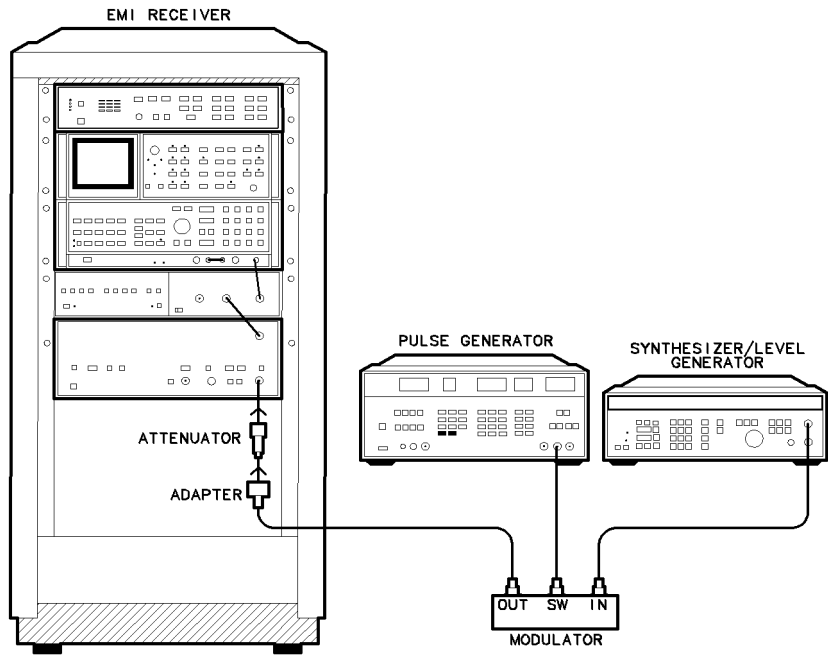 EMI RECEIVER
PULSE GENERATOR
SYNTHESIZER/LEVEL
GENERATOR
ATTENUATOR
ADAPTER
OUT SW IN
MODULATOR